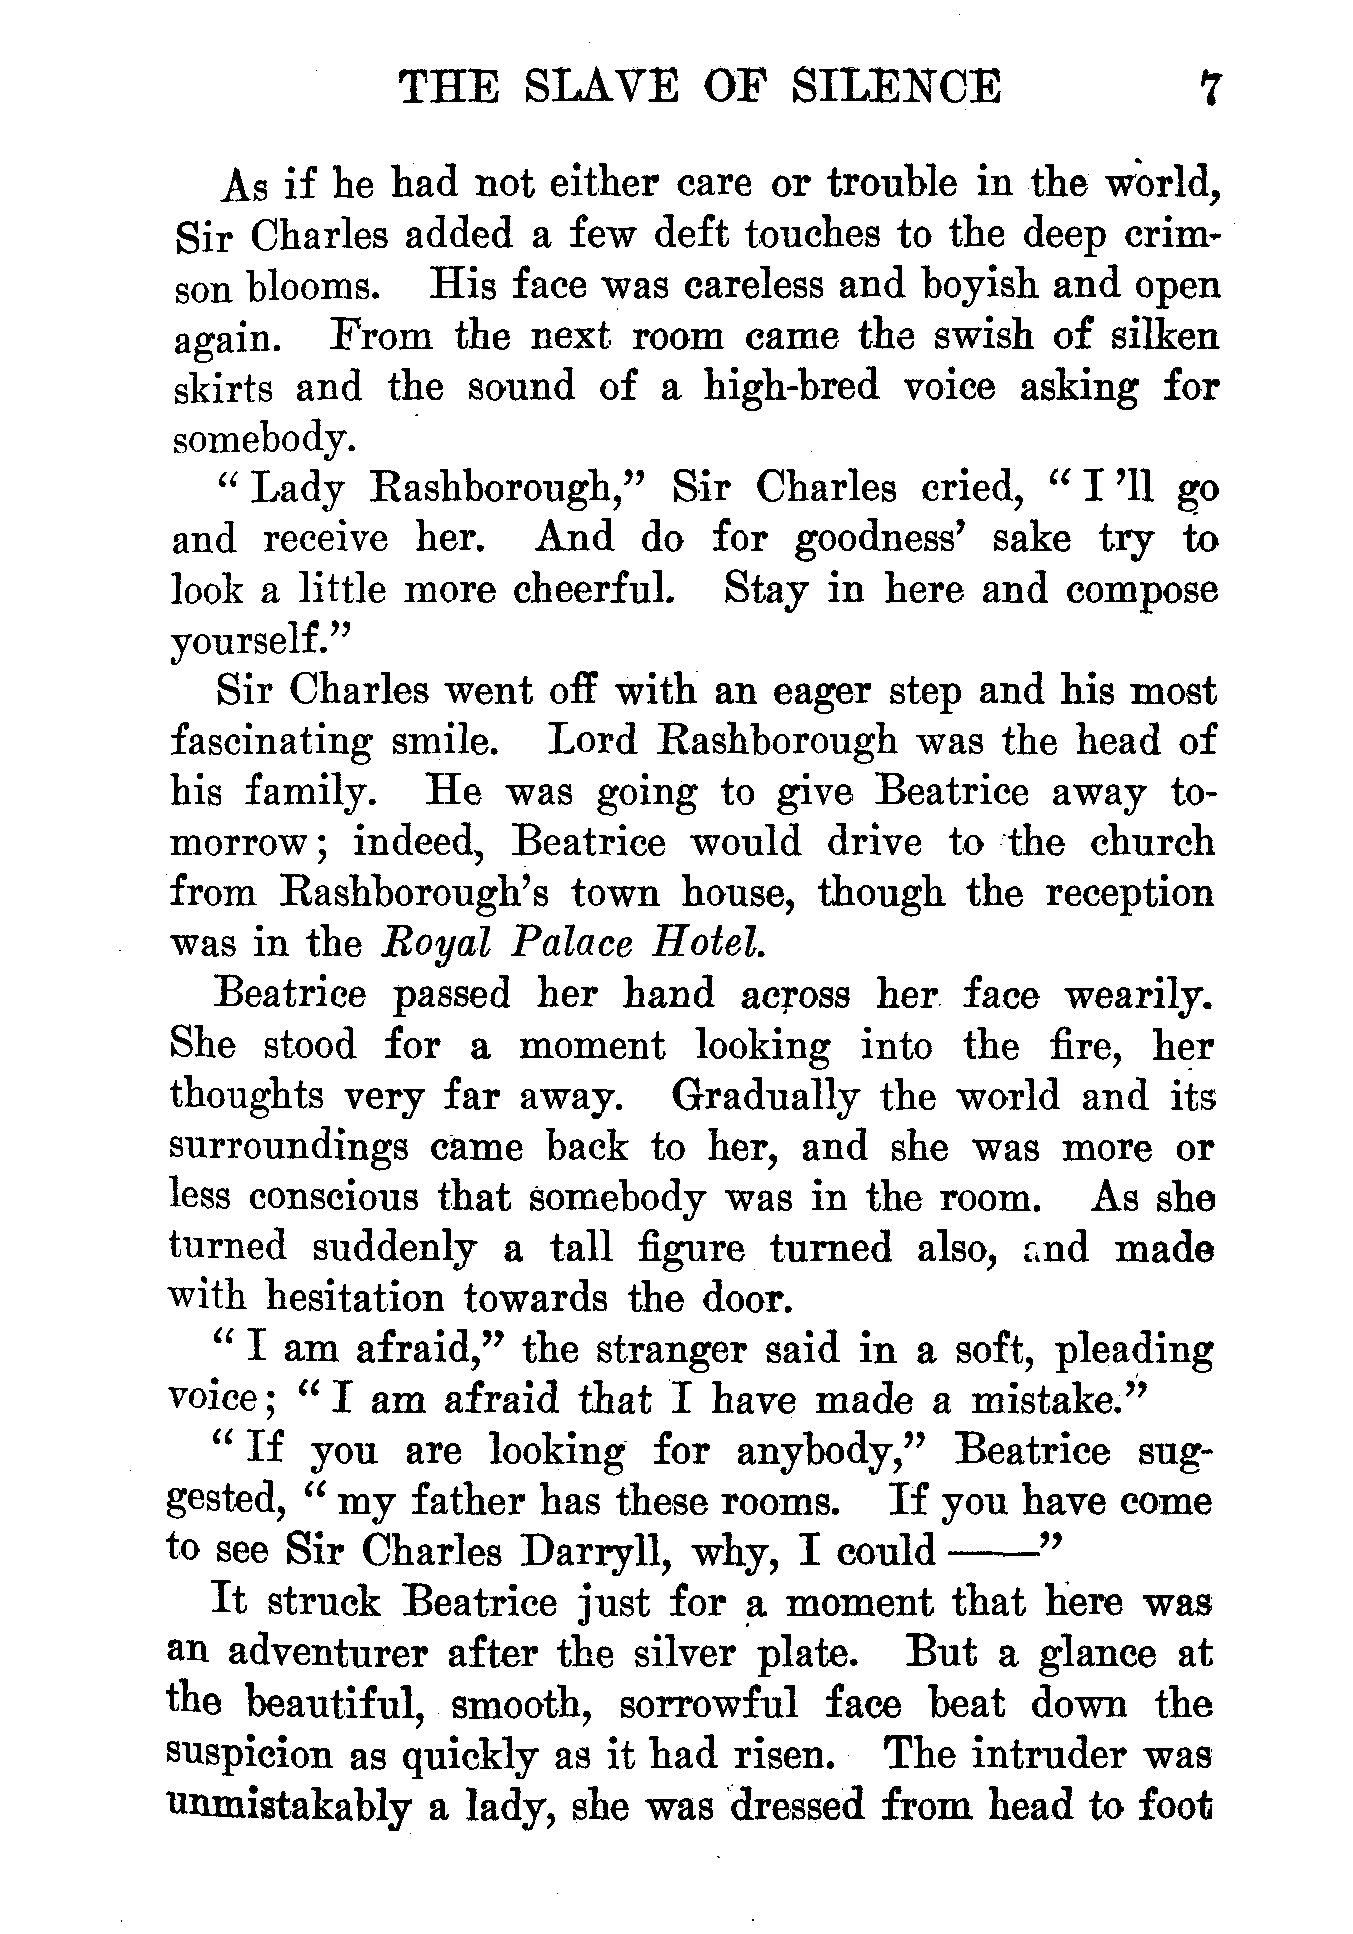 THE SLAVE OF SILENCE 7
As if he had not either care or trouble in the world,
Sir Charles added a few deft touches to the deep crim-
son blooms. His face was careless and boyish and open
again. From the next room came the swish of silken
skirts and the sound of a high-bred voice asking for
somebody.
“ Lady Rashborough,” Sir Charles cried, “ I ’ll go
and receive her. And do for goodness’ sake try to
look a little more cheerful. Stay in here and compose
yourself.”
Sir Charles went off with an eager step and his most
fascinating smile. Lord Rashborough was the head of
his family. He was going to give Beatrice away to-
morrow; indeed, Beatrice would drive to the church
from Rashborough’s town house, though the reception
was in the Royal Palace Hotel.
Beatrice passed her hand across her face wearily.
She stood for a moment looking into the fire, her
thoughts very far away. Gradually the world and its
surroundings came back to her, and she was more or
less conscious that somebody was in the room. As she
turned suddenly a tall figure turned also, and made
with hesitation towards the door.
“ I am afraid,” the stranger said in a soft, pleading
voice; “ I am afraid that I have made a mistake.”
“ If you are looking for anybody,” Beatrice sug-
gested, “ my father has these rooms. If you have come
to see Sir Charles Darryll, why, I could ——”
It struck Beatrice just for a moment that here was
an adventurer after the silver plate. But a glance at
the beautiful, smooth, sorrowful face beat down the
suspicion as quickly as it had risen. The intruder was
unmistakably a lady, she was dressed from head to foot